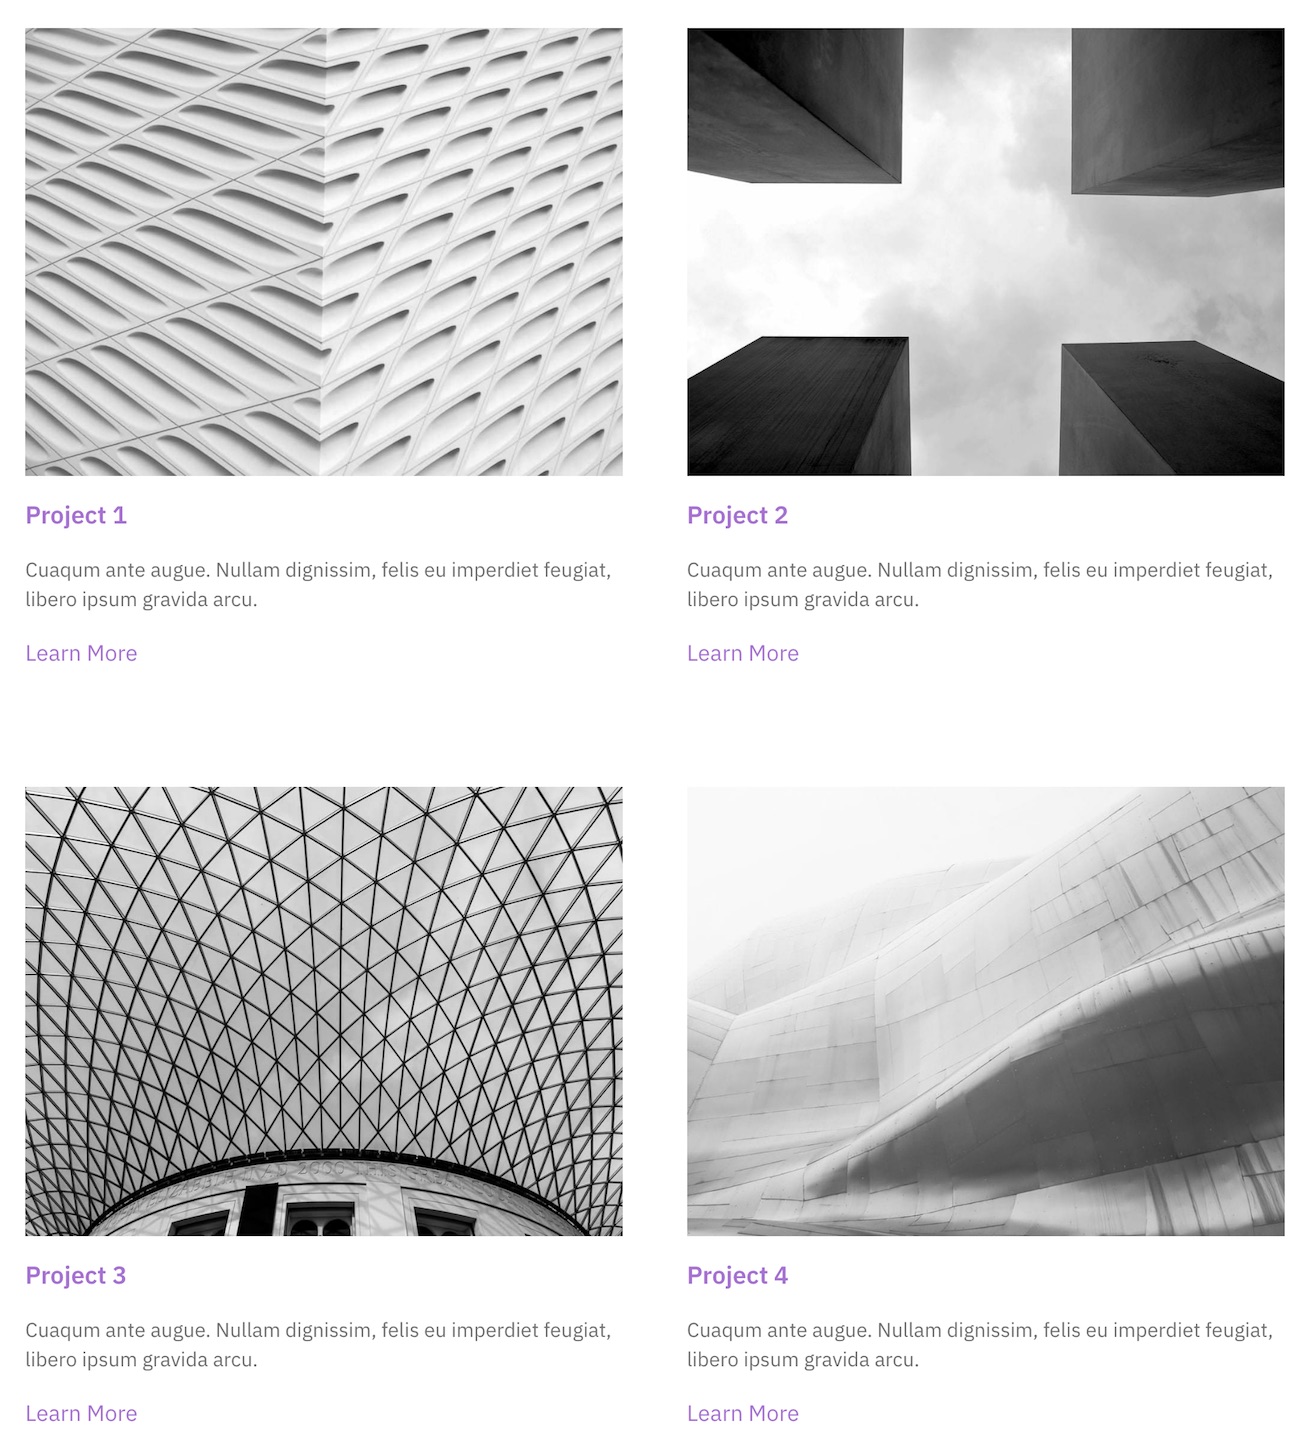 Project 1
Cuaqum ante augue. Nullam dignissim, felis eu imperdiet feugiat,
libero ipsum gravida arcu.
Learn More
Project 2
Cuaqum ante augue. Nullam dignissim, felis eu imperdiet feugiat,
libero ipsum gravida arcu.
Learn More
Project 3
Cuaqum ante augue. Nullam dignissim, felis eu imperdiet feugiat,
libero ipsum gravida arcu.
Learn More
Project 4
Cuaqum ante augue. Nullam dignissim, felis eu imperdiet feugiat,
libero ipsum gravida arcu.
Learn More